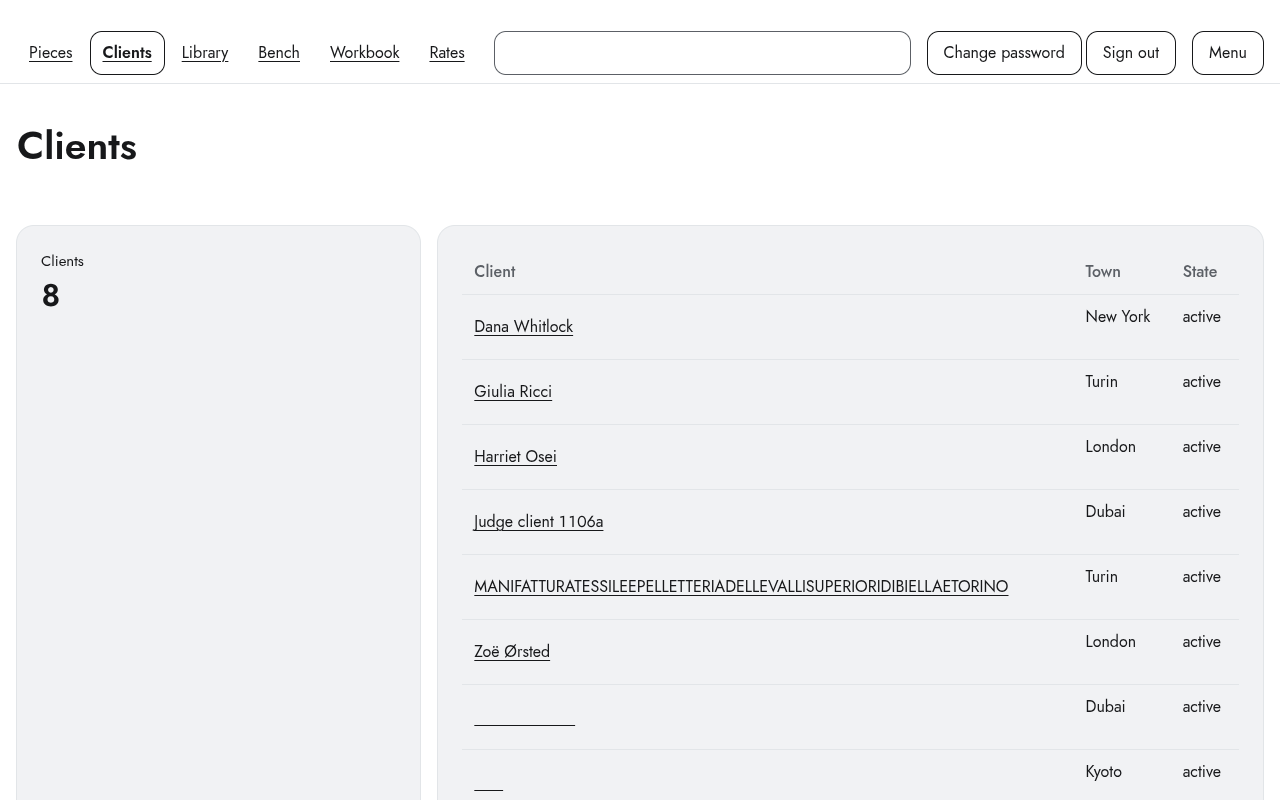 Pieces Clients Library Bench Workbook Rates Change password Sign out Menu
Clients
Clients
8
Client Town State
Dana Whitlock New York active
Giulia Ricci Turin active
Harriet Osei London active
Judge client 1106a Dubai active
MANIFATTURATESSILEEPELLETTERIADELLEVALLISUPERIORIDIBIELLAETORINO Turin active
Zoë Ørsted London active
Dubai active
Kyoto active